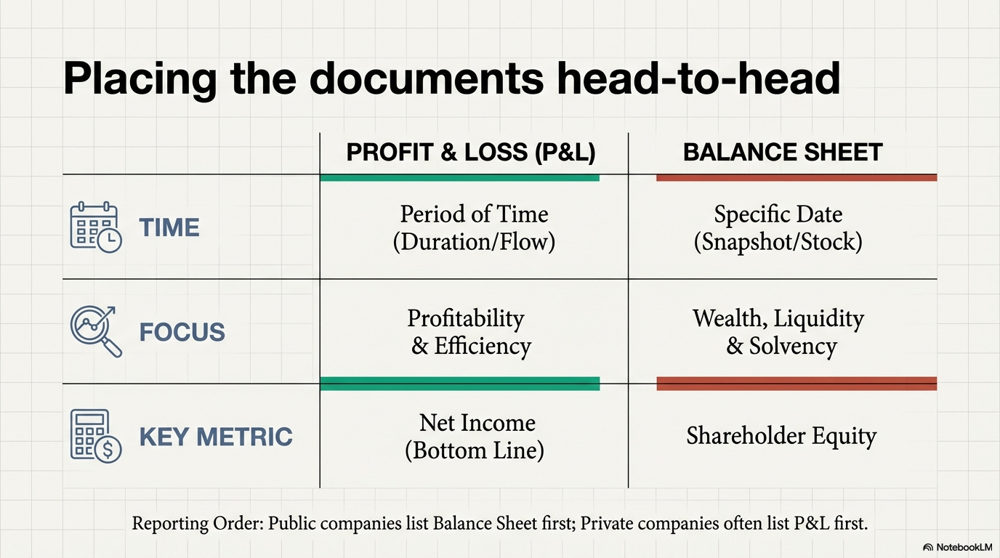 Placing the documents head-to-head
PROFIT & LOSS (P&L)
BALANCE SHEET
TIME
Period of Time
(Duration/Flow)
Specific Date
(Snapshot/Stock)
FOCUS
Profitability
& Efficiency
Wealth, Liquidity
& Solvency
KEY METRIC
Net Income
(Bottom Line)
Shareholder Equity
Reporting Order: Public companies list Balance Sheet first; Private companies often list P&L first.
NotebookLM